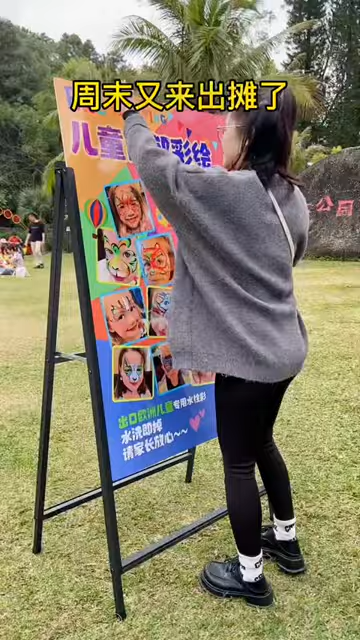 周末又来出摊了
儿童 彩绘
出口欧洲儿童专用水性彩
水洗即掉
请家长放心~~
公园